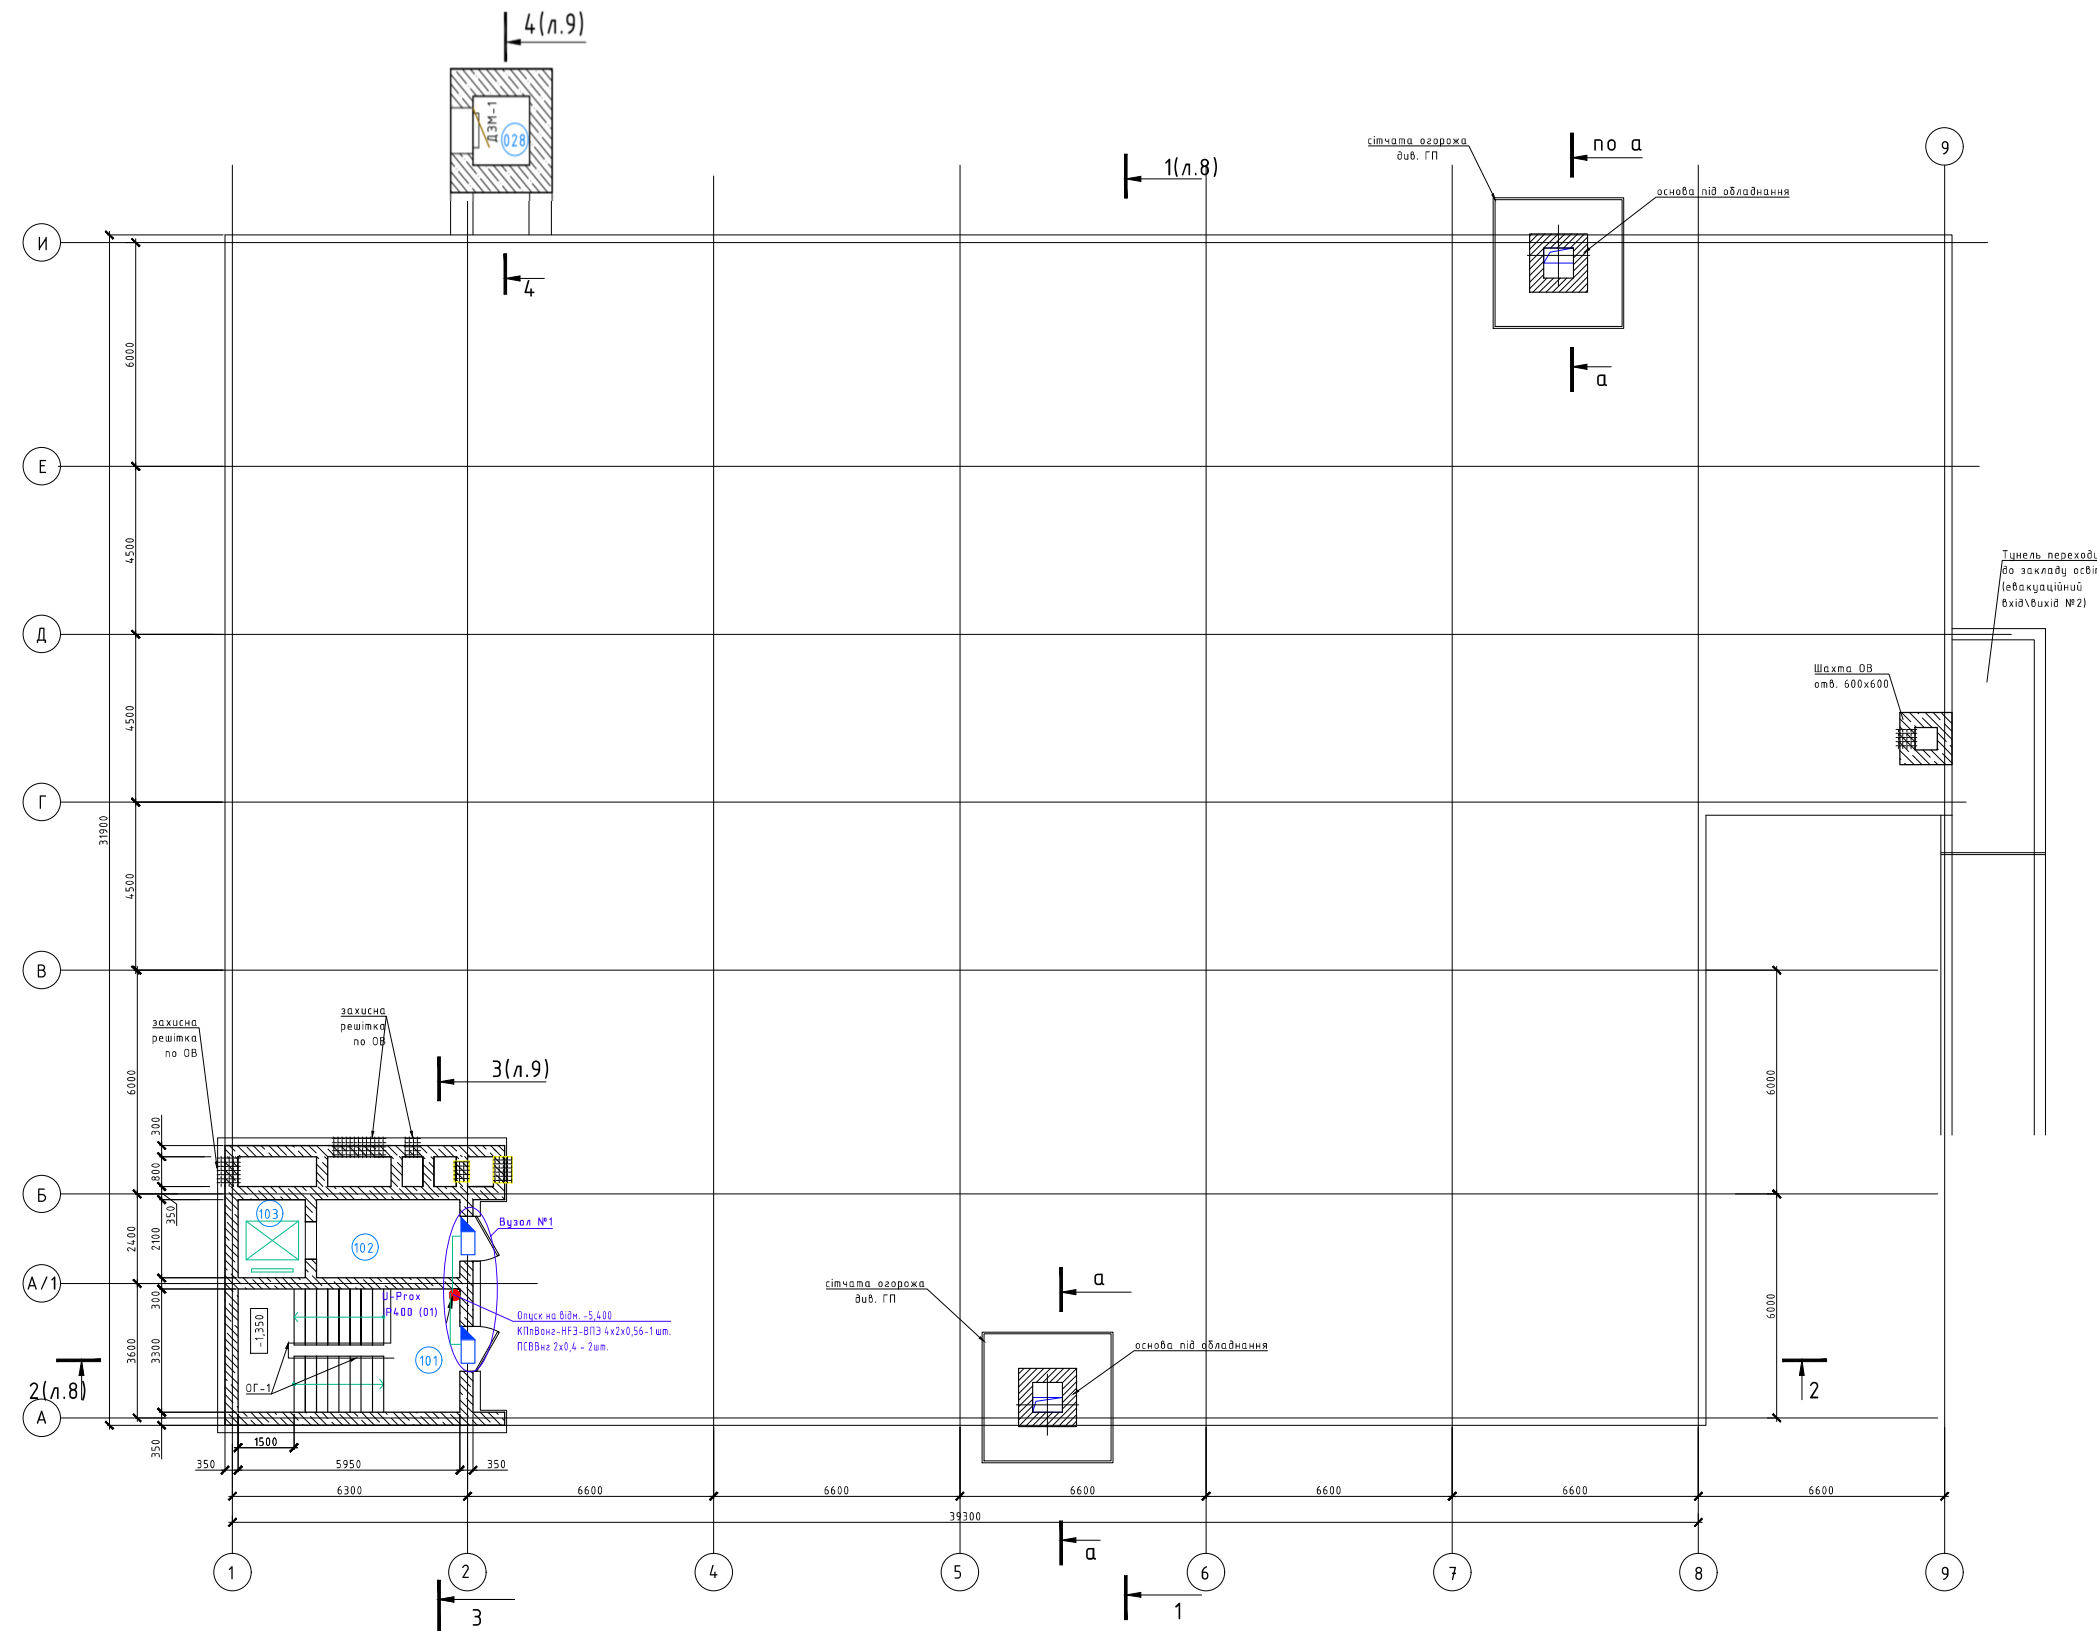 4(л.9)
ДЗМ-1
028
4
1(л.8)
сітчата огорожа
див. ГП
по а
основа під обладнання
а
9
И
Е
Д
Г
В
Б
А/1
А
6000
4500
4500
4500
31900
6000
2400
3600
300
800
350
2100
300
3300
350
Тунель переходу
до закладу осві
(евакуаційний
вхід\вихід №2)
Шахта ОВ
отв. 600х600
захисна
решітка
по ОВ
захисна
решітка
по ОВ
3(л.9)
103
102
Вузол №1
U-Prox
IP400 (01)
Опуск на відм. -5,400
КПпВонг-HFЭ-ВПЭ 4х2х0,56-1 шт.
ПСВВнг 2х0,4 - 2шт.
-1,350
101
ОГ-1
2(л.8)
сітчата огорожа
див. ГП
а
основа під обладнання
6000
6000
2
1500
350
5950
350
6300
6600
6600
6600
6600
6600
6600
39300
а
1
2
4
5
6
7
8
9
3
1